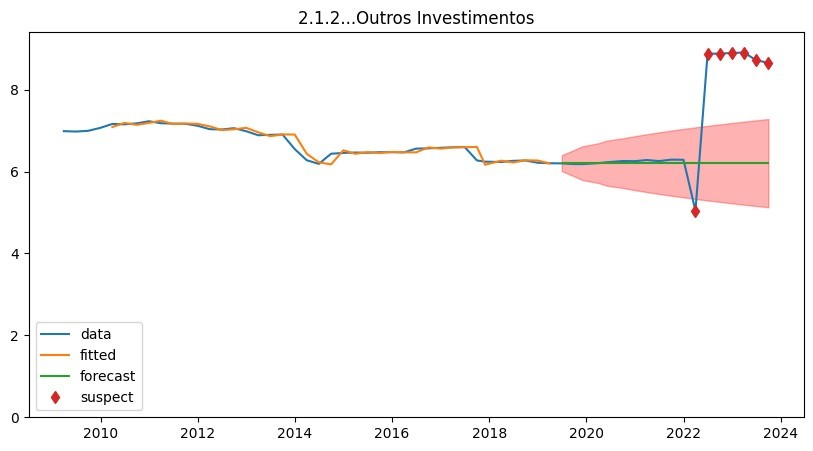 2.1.2...Outros Investimentos
8
6
4
2
0
data
fitted
forecast
suspect
2010 2012 2014 2016 2018 2020 2022 2024